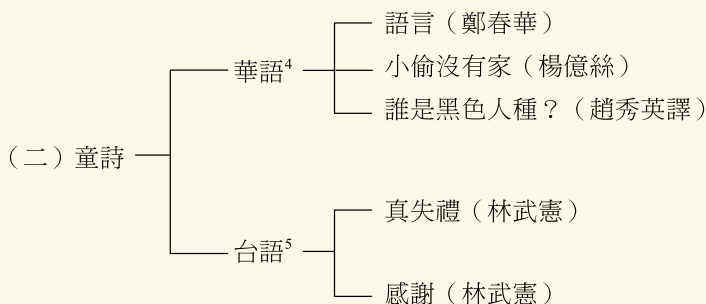 語言（鄭春華）
華語4
小偷沒有家（楊億絲）
誰是黑色人種？（趙秀英譯）
（二）童詩
真失禮（林武憲）
台語5
感謝（林武憲）